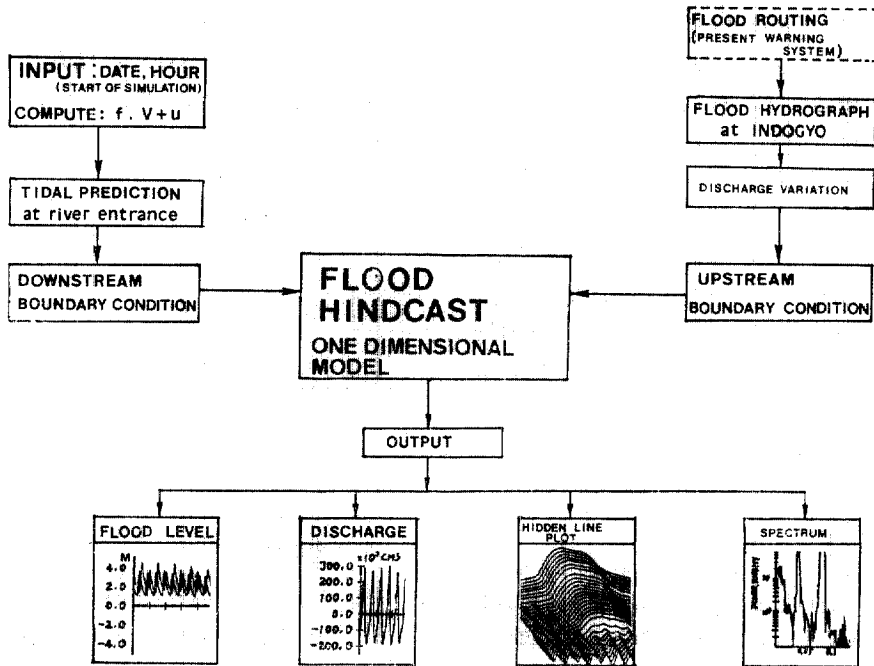 INPUT : DATE, HOUR
(START OF SIMULATION)
COMPUTE: f. V+u
TIDAL PREDICTION
at river entrance
DOWNSTREAM
BOUNDARY CONDITION
FLOOD ROUTING
(PRESENT WARNING
SYSTEM)
FLOOD HYDROGRAPH
at INDOGYO
DISCHARGE VARIATION
UPSTREAM
BOUNDARY CONDITION
FLOOD
HINDCAST
ONE DIMENSIONAL
MODEL
OUTPUT
FLOOD LEVEL
M
4.0
2.0
0.0
-2.0
-4.0
DISCHARGE
300.0
200.0
100.0
0.0
-100.0
-200.0
HIDDEN LINE
PLOT
SPECTRUM